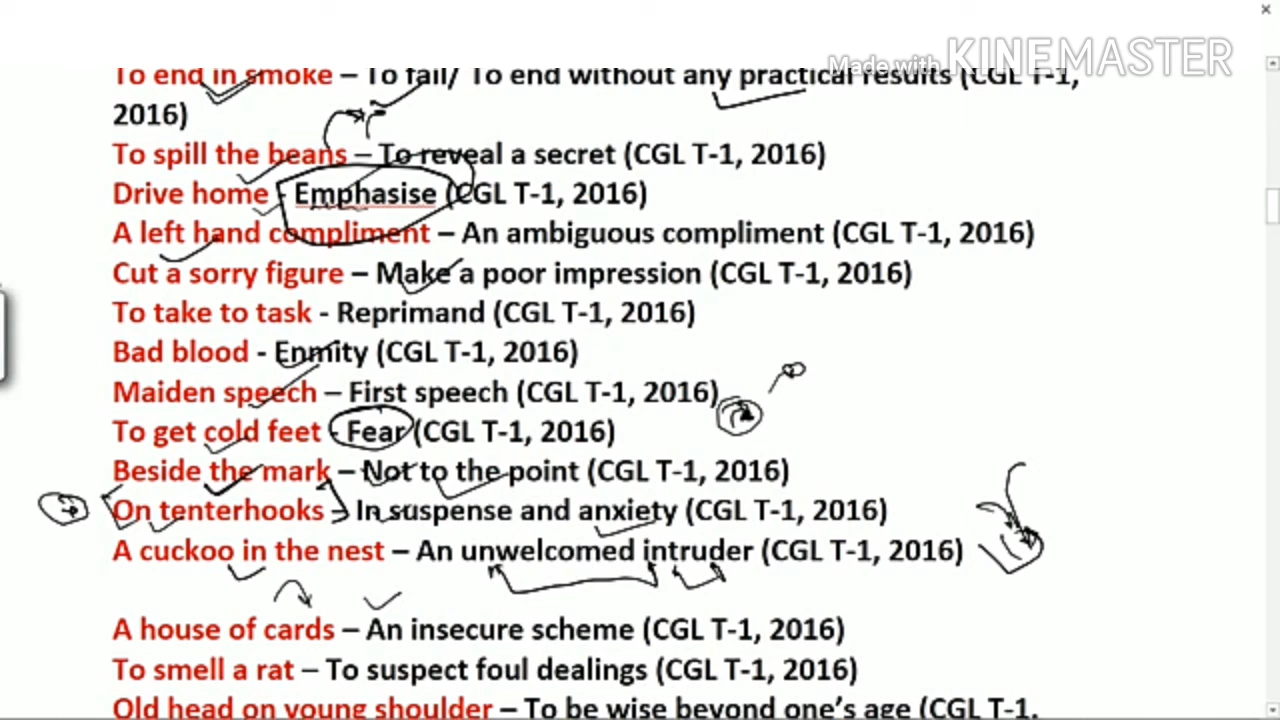 Made with KINEMASTER
To end in smoke – To fail/ To end without any practical results (CGL T-1,
2016)
To spill the beans – To reveal a secret (CGL T-1, 2016)
Drive home - Emphasise (CGL T-1, 2016)
A left hand compliment – An ambiguous compliment (CGL T-1, 2016)
Cut a sorry figure – Make a poor impression (CGL T-1, 2016)
To take to task - Reprimand (CGL T-1, 2016)
Bad blood - Enmity (CGL T-1, 2016)
Maiden speech – First speech (CGL T-1, 2016)
To get cold feet - Fear (CGL T-1, 2016)
Beside the mark – Not to the point (CGL T-1, 2016)
On tenterhooks – In suspense and anxiety (CGL T-1, 2016)
A cuckoo in the nest – An unwelcomed intruder (CGL T-1, 2016)
A house of cards – An insecure scheme (CGL T-1, 2016)
To smell a rat – To suspect foul dealings (CGL T-1, 2016)
Old head on young shoulder – To be wise beyond one's age (CGL T-1,